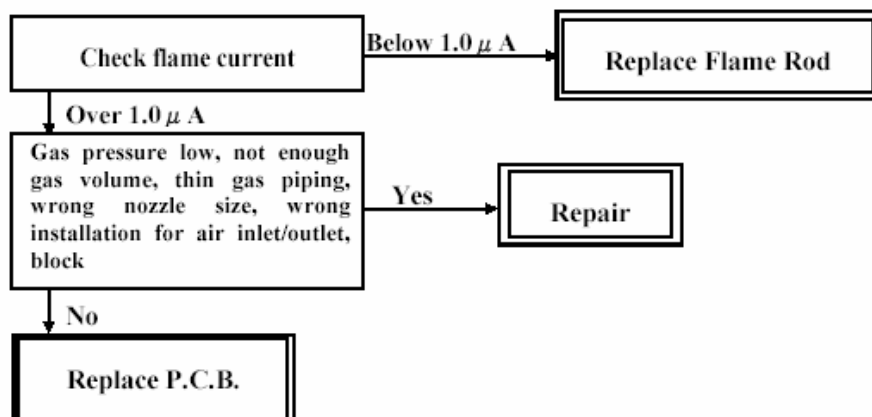 Check flame current
Below 1.0 μ A
Replace Flame Rod
Over 1.0 μ A
Gas pressure low, not enough
gas volume, thin gas piping,
wrong nozzle size, wrong
installation for air inlet/outlet,
block
Yes
Repair
No
Replace P.C.B.